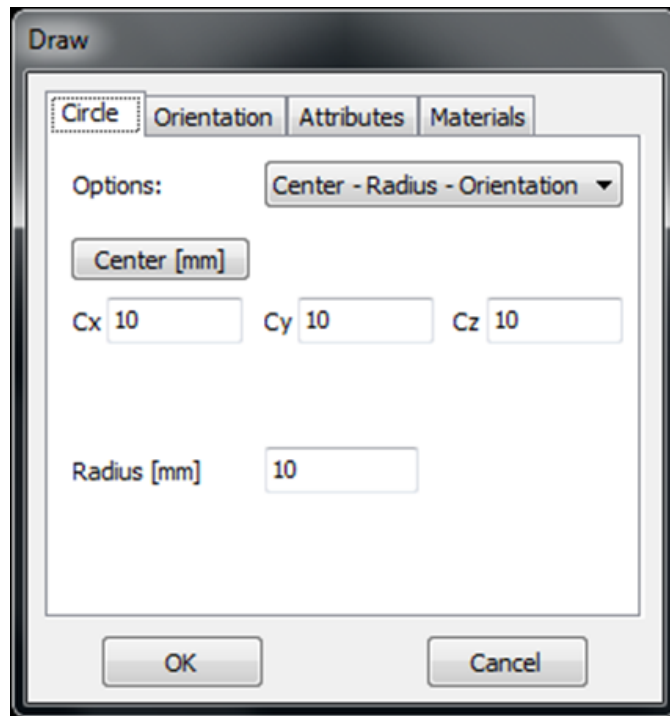 Draw
Circle Orientation Attributes Materials
Options: Center - Radius - Orientation
Center [mm]
Cx 10 Cy 10 Cz 10
Radius [mm] 10
OK Cancel